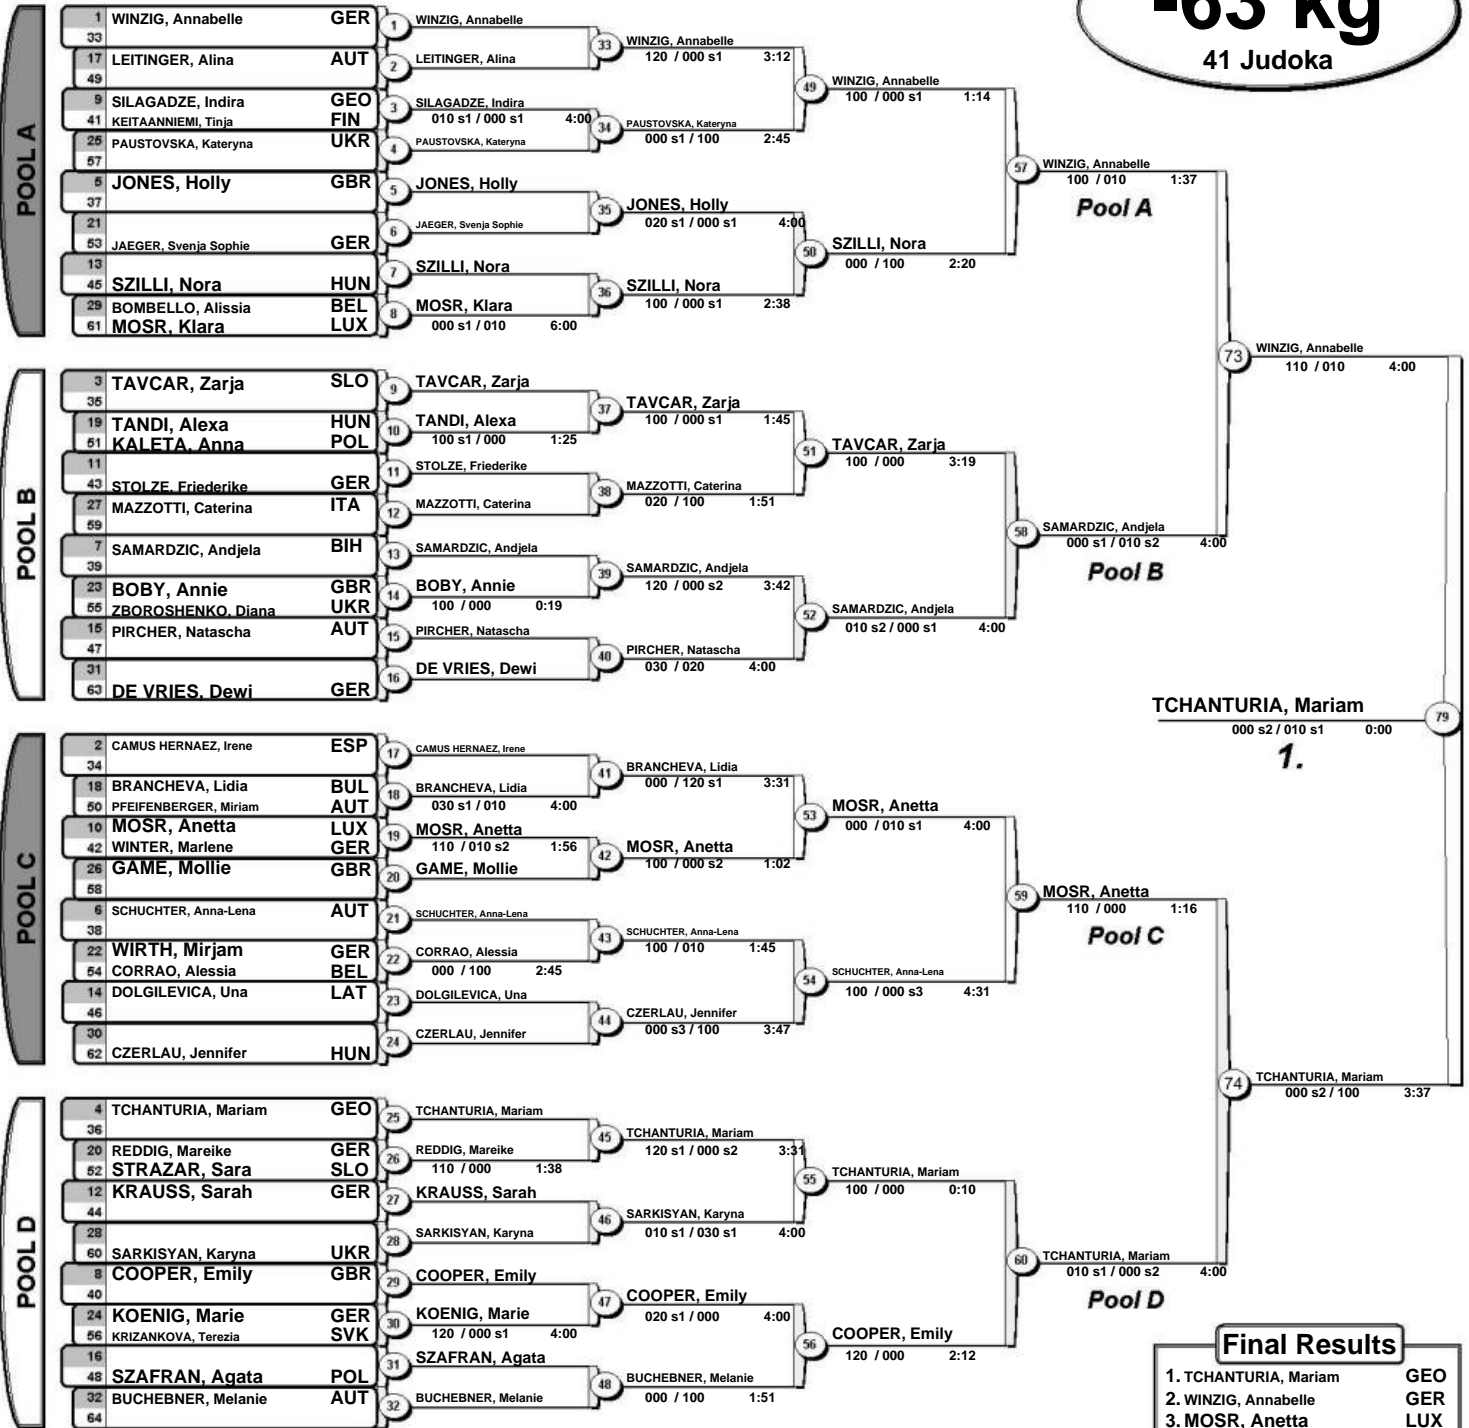 -63 kg
41 Judoka
POOL A
1 WINZIG, Annabelle GER
33
17 LEITINGER, Alina AUT
49
9 SILAGADZE, Indira GEO
41 KEITAANNIEMI, Tinja FIN
25 PAUSTOVSKA, Kateryna UKR
57
5 JONES, Holly GBR
37
21
53 JAEGER, Svenja Sophie GER
13
45 SZILLI, Nora HUN
29 BOMBELLO, Alissia BEL
61 MOSR, Klara LUX
1 WINZIG, Annabelle
2 LEITINGER, Alina
3 SILAGADZE, Indira
010 s1 / 000 s1 4:00
4 PAUSTOVSKA, Kateryna
5 JONES, Holly
6 JAEGER, Svenja Sophie
7 SZILLI, Nora
8 MOSR, Klara
000 s1 / 010 6:00
33 WINZIG, Annabelle
120 / 000 s1 3:12
34 PAUSTOVSKA, Kateryna
000 s1 / 100 2:45
35 JONES, Holly
020 s1 / 000 s1 4:00
36 SZILLI, Nora
100 / 000 s1 2:38
49 WINZIG, Annabelle
100 / 000 s1 1:14
50 SZILLI, Nora
000 / 100 2:20
57 WINZIG, Annabelle
100 / 010 1:37
Pool A
POOL B
3 TAVCAR, Zarja SLO
35
19 TANDI, Alexa HUN
51 KALETA, Anna POL
11
43 STOLZE, Friederike GER
27 MAZZOTTI, Caterina ITA
59
7 SAMARDZIC, Andjela BIH
39
23 BOBY, Annie GBR
55 ZBOROSHENKO, Diana UKR
15 PIRCHER, Natascha AUT
47
31
63 DE VRIES, Dewi GER
9 TAVCAR, Zarja
10 TANDI, Alexa
100 s1 / 000 1:25
11 STOLZE, Friederike
12 MAZZOTTI, Caterina
13 SAMARDZIC, Andjela
14 BOBY, Annie
100 / 000 0:19
15 PIRCHER, Natascha
16 DE VRIES, Dewi
37 TAVCAR, Zarja
100 / 000 s1 1:45
38 MAZZOTTI, Caterina
020 / 100 1:51
39 SAMARDZIC, Andjela
120 / 000 s2 3:42
40 PIRCHER, Natascha
030 / 020 4:00
51 TAVCAR, Zarja
100 / 000 3:19
52 SAMARDZIC, Andjela
010 s2 / 000 s1 4:00
58 SAMARDZIC, Andjela
000 s1 / 010 s2 4:00
Pool B
73 WINZIG, Annabelle
110 / 010 4:00
TCHANTURIA, Mariam 79
000 s2 / 010 s1 0:00
1.
POOL C
2 CAMUS HERNAEZ, Irene ESP
34
18 BRANCHEVA, Lidia BUL
50 PFEIFENBERGER, Miriam AUT
10 MOSR, Anetta LUX
42 WINTER, Marlene GER
26 GAME, Mollie GBR
58
6 SCHUCHTER, Anna-Lena AUT
38
22 WIRTH, Mirjam GER
54 CORRAO, Alessia BEL
14 DOLGILEVICA, Una LAT
46
30
62 CZERLAU, Jennifer HUN
17 CAMUS HERNAEZ, Irene
18 BRANCHEVA, Lidia
030 s1 / 010 4:00
19 MOSR, Anetta
110 / 010 s2 1:56
20 GAME, Mollie
21 SCHUCHTER, Anna-Lena
22 CORRAO, Alessia
000 / 100 2:45
23 DOLGILEVICA, Una
24 CZERLAU, Jennifer
41 BRANCHEVA, Lidia
000 / 120 s1 3:31
42 MOSR, Anetta
100 / 000 s2 1:02
43 SCHUCHTER, Anna-Lena
100 / 010 1:45
44 CZERLAU, Jennifer
000 s3 / 100 3:47
53 MOSR, Anetta
000 / 010 s1 4:00
54 SCHUCHTER, Anna-Lena
100 / 000 s3 4:31
59 MOSR, Anetta
110 / 000 1:16
Pool C
POOL D
4 TCHANTURIA, Mariam GEO
36
20 REDDIG, Mareike GER
52 STRAZAR, Sara SLO
12 KRAUSS, Sarah GER
44
28
60 SARKISYAN, Karyna UKR
8 COOPER, Emily GBR
40
24 KOENIG, Marie GER
56 KRIZANKOVA, Terezia SVK
16
48 SZAFRAN, Agata POL
32 BUCHEBNER, Melanie AUT
64
25 TCHANTURIA, Mariam
26 REDDIG, Mareike
110 / 000 1:38
27 KRAUSS, Sarah
28 SARKISYAN, Karyna
29 COOPER, Emily
30 KOENIG, Marie
120 / 000 s1 4:00
31 SZAFRAN, Agata
32 BUCHEBNER, Melanie
45 TCHANTURIA, Mariam
120 s1 / 000 s2 3:31
46 SARKISYAN, Karyna
010 s1 / 030 s1 4:00
47 COOPER, Emily
020 s1 / 000 4:00
48 BUCHEBNER, Melanie
000 / 100 1:51
55 TCHANTURIA, Mariam
100 / 000 0:10
56 COOPER, Emily
120 / 000 2:12
60 TCHANTURIA, Mariam
010 s1 / 000 s2 4:00
Pool D
74 TCHANTURIA, Mariam
000 s2 / 100 3:37
Final Results
1. TCHANTURIA, Mariam GEO
2. WINZIG, Annabelle GER
3. MOSR, Anetta LUX